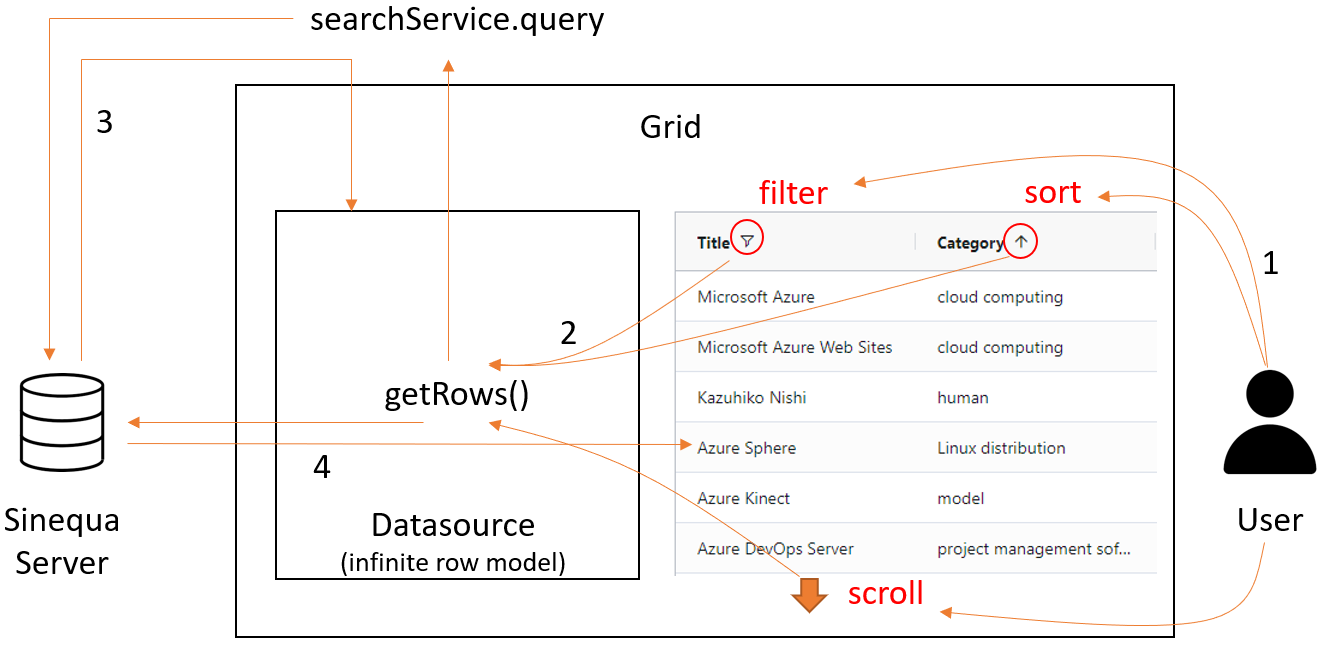 searchService.query
3
Grid
filter
sort
Title
Category
1
Microsoft Azure
cloud computing
2
Microsoft Azure Web Sites
cloud computing
getRows()
Kazuhiko Nishi
human
Azure Sphere
Linux distribution
4
Azure Kinect
model
Sinequa
Server
Datasource
(infinite row model)
User
Azure DevOps Server
project management sof...
scroll